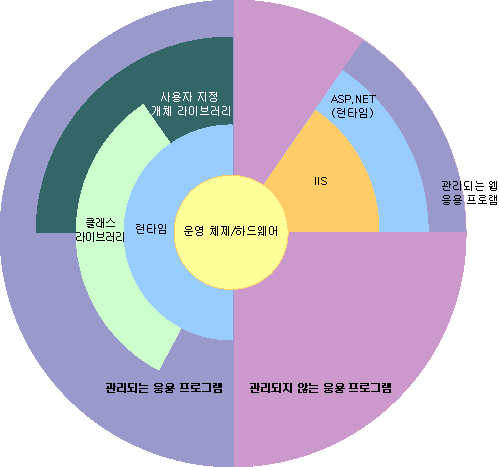 사용자 지정
개체 라이브러리
ASP.NET
(런타임)
IIS
관리되는 웹
응용 프로그램
클래스
라이브러리
런타임
운영 체제/하드웨어
관리되는 응용 프로그램
관리되지 않는 응용 프로그램